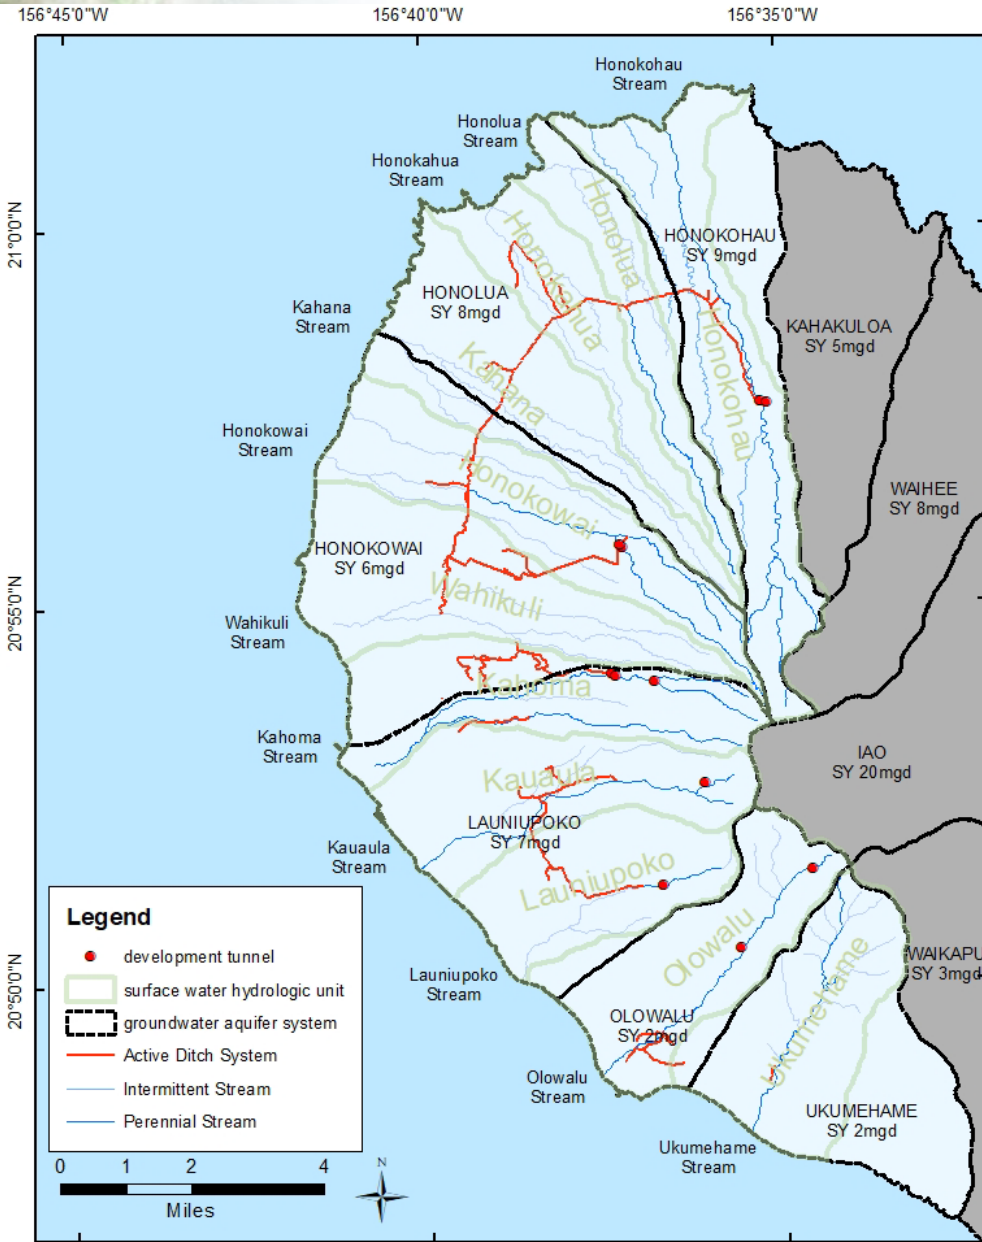 156°45'0"W
156°40'0"W
156°35'0"W
Honokohau
Stream
Honolua
Stream
Honokahua
Stream
21°0'0"N
Honolua
Honokahua
HONOKOHAU
SY 9mgd
HONOLUA
SY 8mgd
Kahana
Stream
KAHAKULOA
SY 5mgd
Kahana
Honokohau
Honokowai
Stream
Honokowai
WAIHEE
SY 8mgd
HONOKOWAI
SY 6mgd
20°55'0"N
Wahikuli
Wahikuli
Stream
Kahoma
Kahoma
Stream
IAO
SY 20mgd
Kauaula
LAUNIUPOKO
SY 7mgd
Kauaula
Stream
Launiupoko
Olowalu
Ukumehame
WAIKAPU
SY 3mgd
Launiupoko
Stream
20°50'0"N
OLOWALU
SY 2mgd
Olowalu
Stream
UKUMEHAME
SY 2mgd
Ukumehame
Stream
Legend
development tunnel
surface water hydrologic unit
groundwater aquifer system
Active Ditch System
Intermittent Stream
Perennial Stream
0 1 2 4
Miles
N